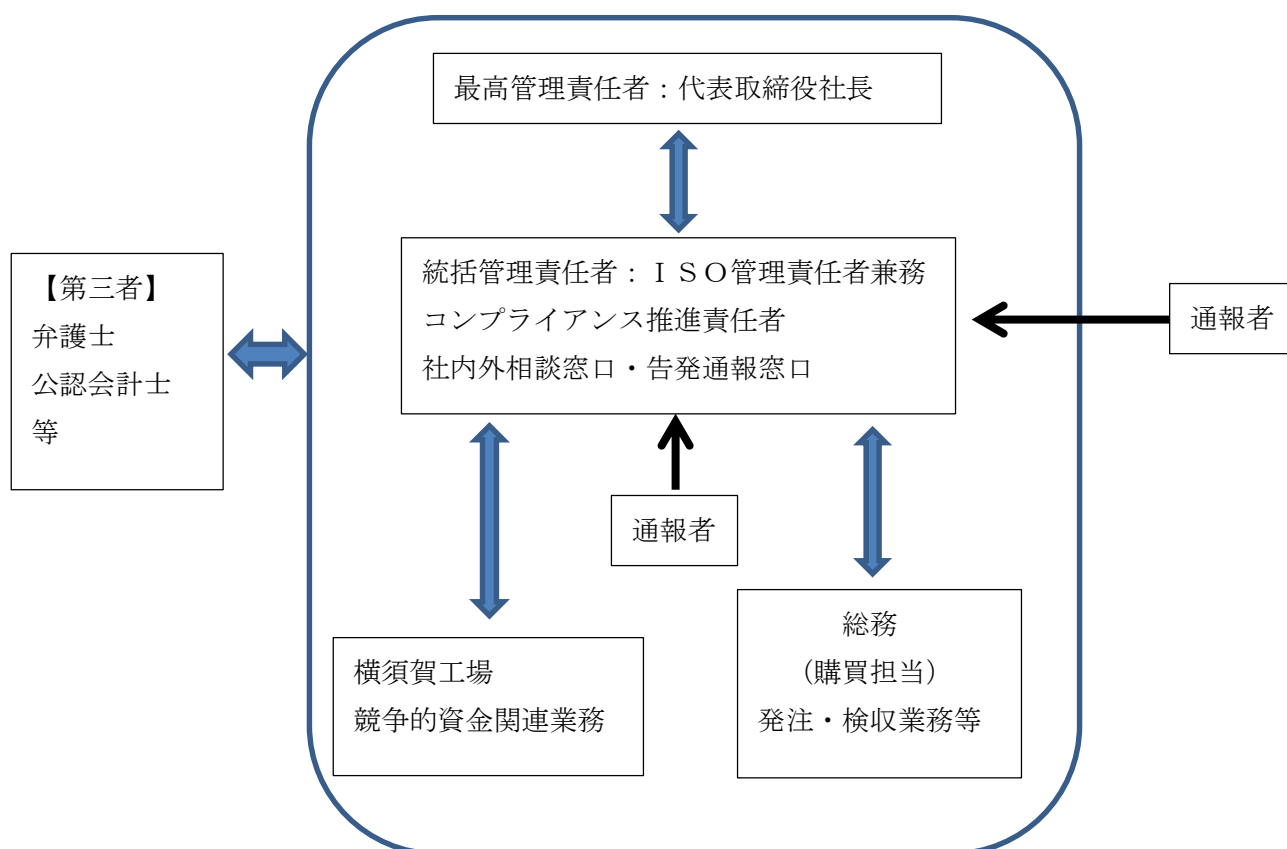 最高管理責任者：代表取締役社長
統括管理責任者：ＩＳＯ管理責任者兼務
コンプライアンス推進責任者
社内外相談窓口・告発通報窓口
【第三者】
弁護士
公認会計士
等
通報者
通報者
横須賀工場
競争的資金関連業務
総務
（購買担当）
発注・検収業務等